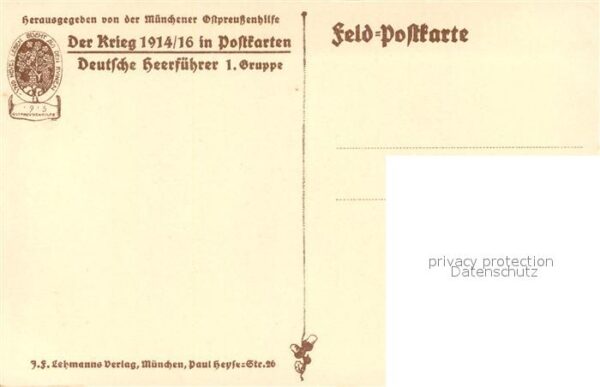 Herausgegeben von der Münchener Ostpreußenhilfe
Der Krieg 1914/16 in Postkarten
Deutsche Heerführer 1. Gruppe
Feld-Postkarte
privacy protection
Datenschutz
J. F. Lehmanns Verlag, München, Paul Heyse-Str. 26